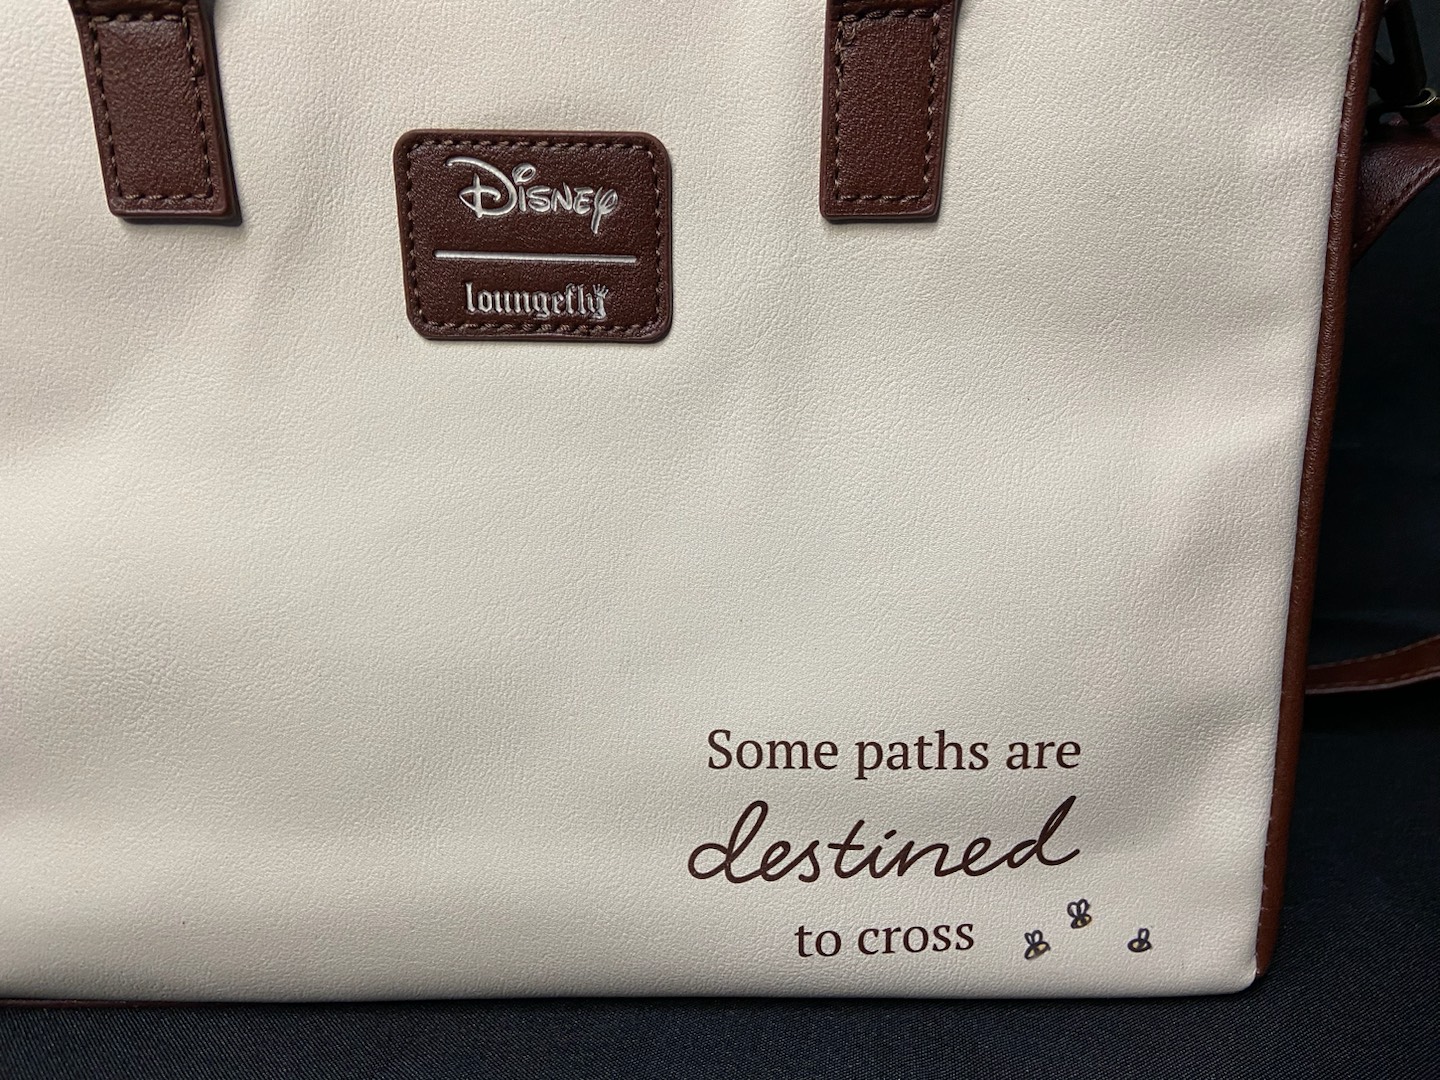 Disney
loungefly
Some paths are
destined
to cross